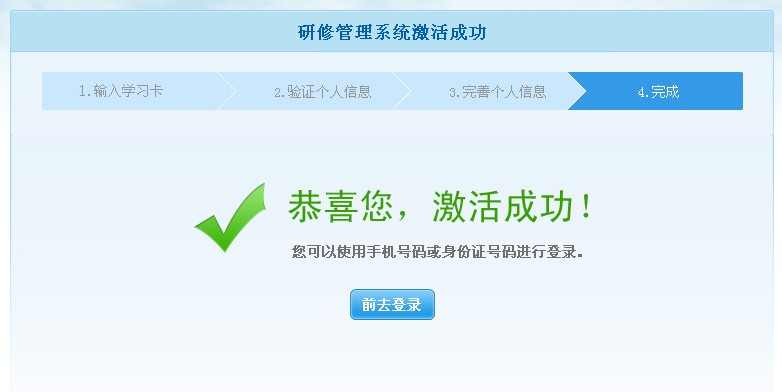 研修管理系统激活成功
1.输入学习卡 2.验证个人信息 3.完善个人信息 4.完成
恭喜您，激活成功！
您可以使用手机号码或身份证号码进行登录。
前去登录